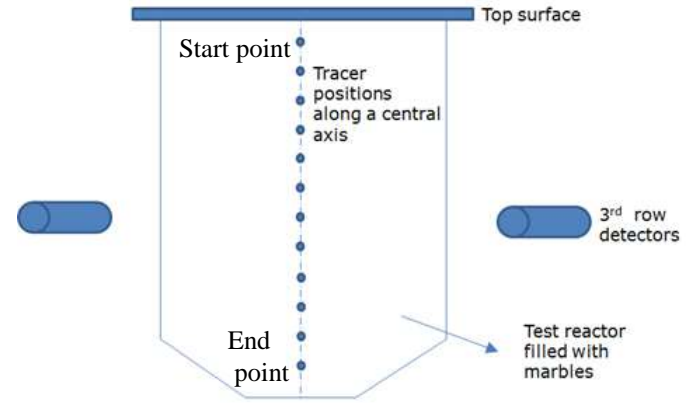 Top surface
Start point
Tracer
positions
along a central
axis
3rd row
detectors
End
point
Test reactor
filled with
marbles